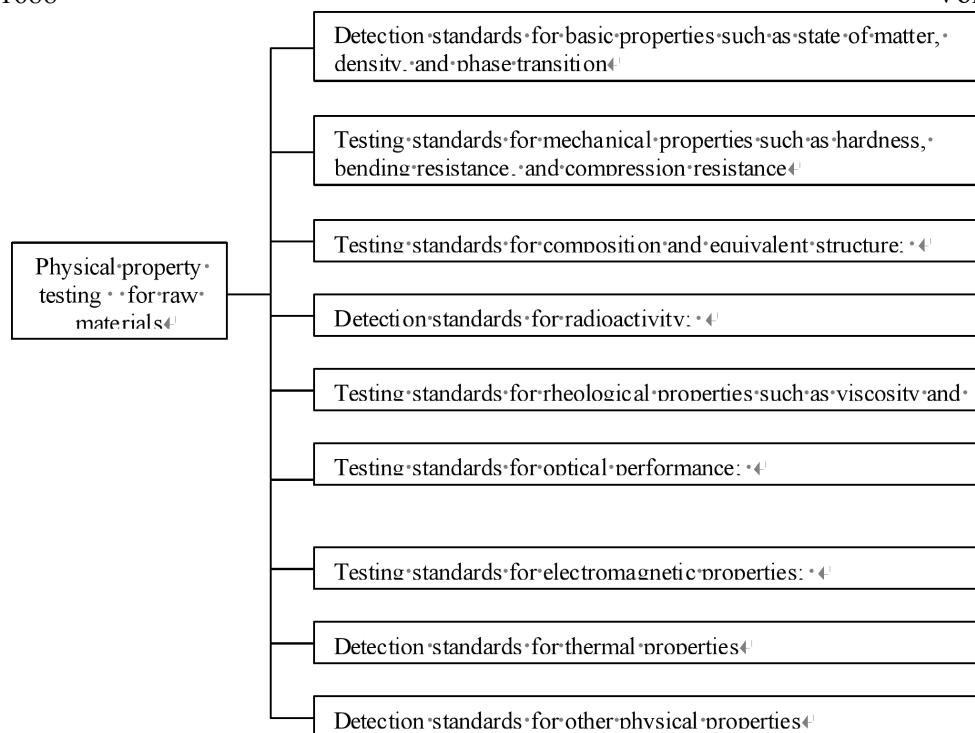 Physical property
testing for raw
materials
Detection standards for basic properties such as state of matter,
density, and phase transition
Testing standards for mechanical properties such as hardness,
bending resistance, and compression resistance
Testing standards for composition and equivalent structure:
Detection standards for radioactivity:
Testing standards for rheological properties such as viscosity and
Testing standards for optical performance:
Testing standards for electromagnetic properties:
Detection standards for thermal properties
Detection standards for other physical properties